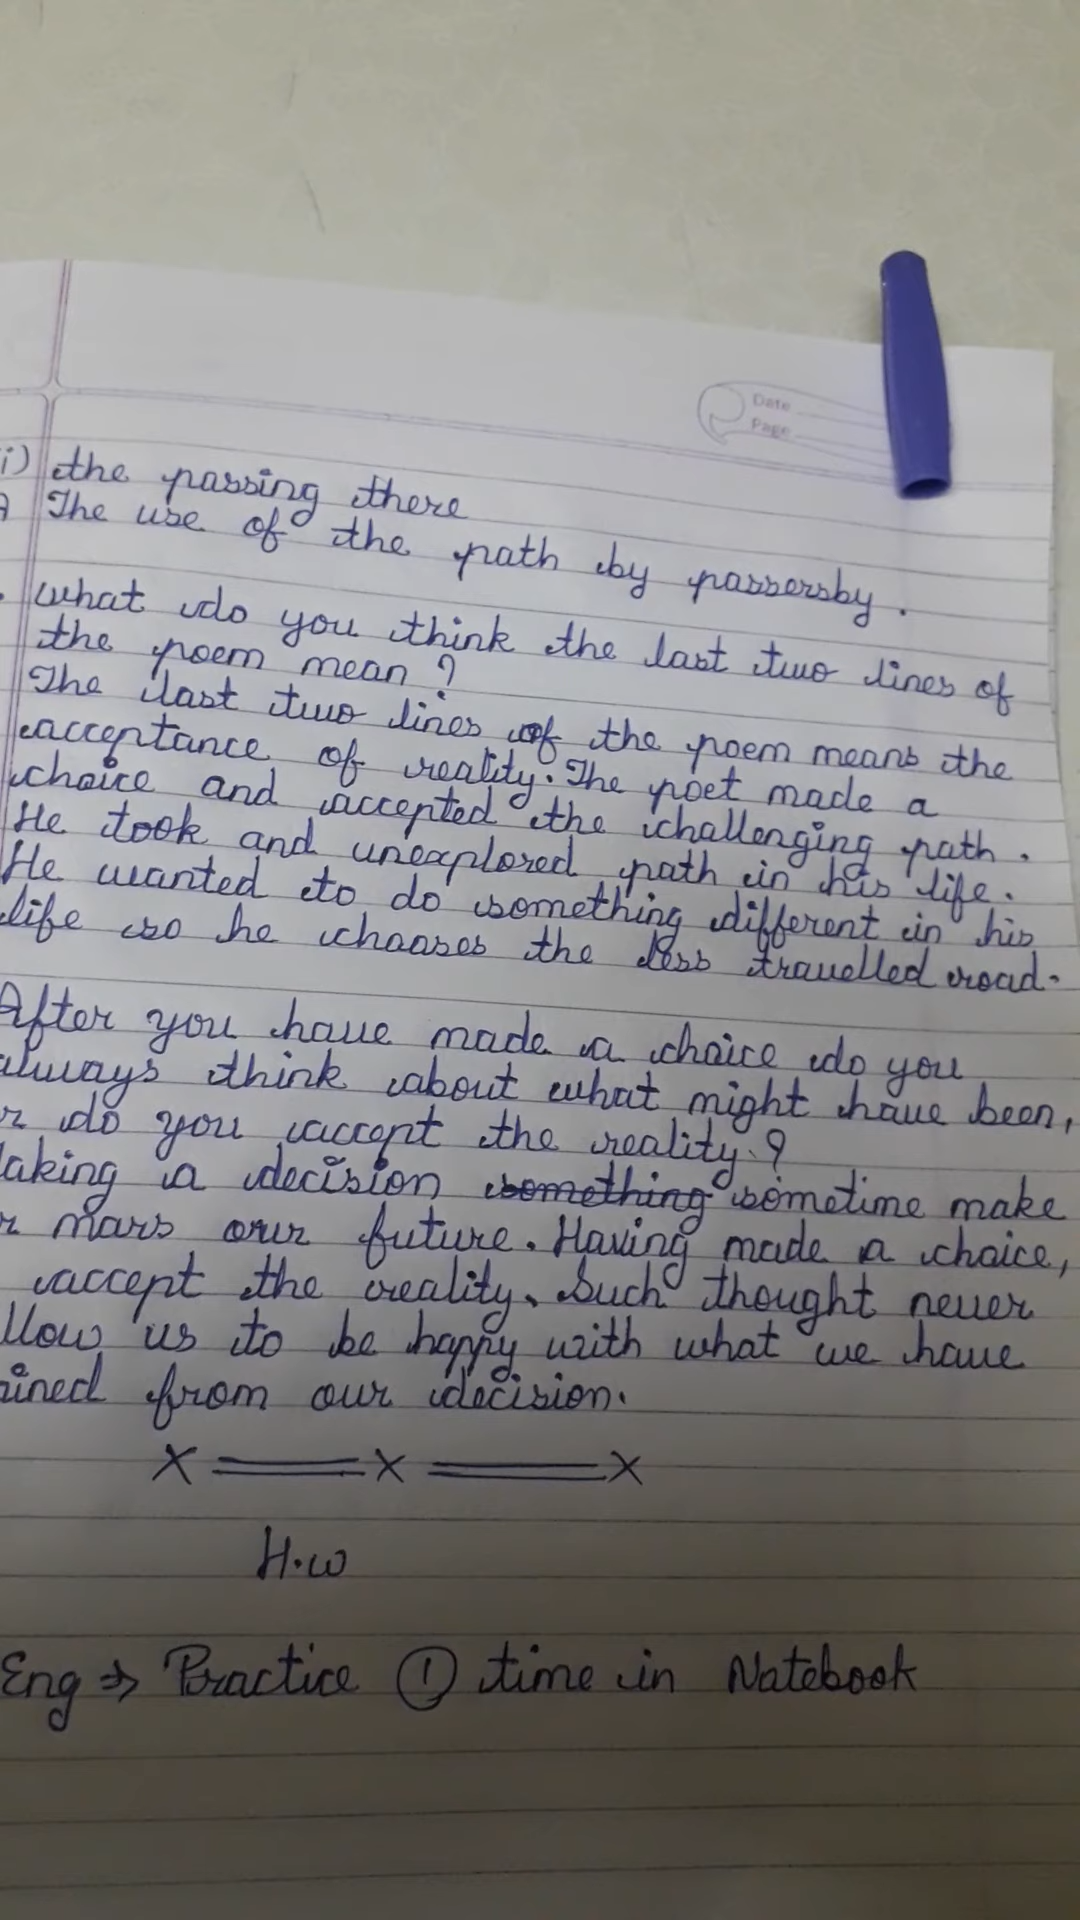 Date
Page
i) the passing there
The use of the path by passersby.
what do you think the last two lines of
the poem mean ?
The last two lines of the poem means the
acceptance of reality. The poet made a
choice and accepted the challenging path.
He took and unexplored path in his life.
He wanted to do something different in his
life so he chooses the less travelled road.
After you have made a choice do you
always think about what might have been,
r do you accept the reality.?
aking a decision something sometime make
r mars our future. Having made a choice,
accept the reality. Such thought never
llow us to be happy with what we have
ined from our decision.
X == X == X
H.w
Eng ⇒ Practice ① time in Notebook